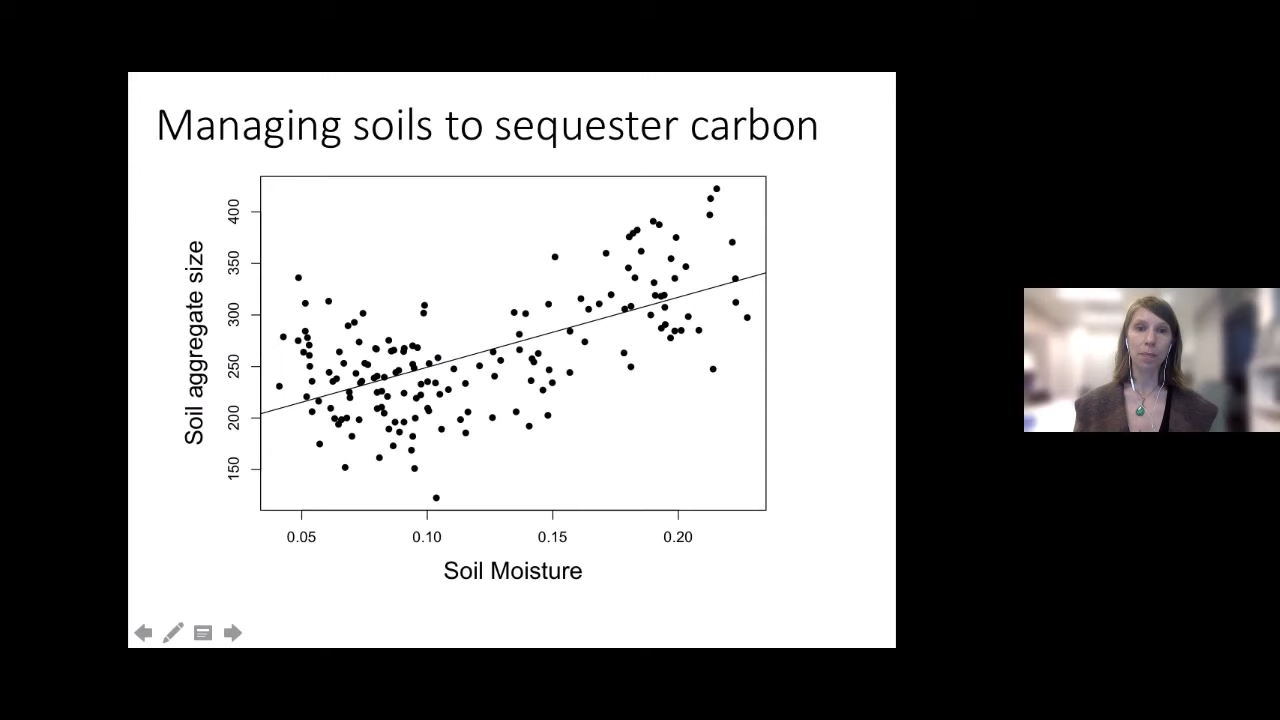 Managing soils to sequester carbon
Soil aggregate size
400
350
300
250
200
150
0.05 0.10 0.15 0.20
Soil Moisture